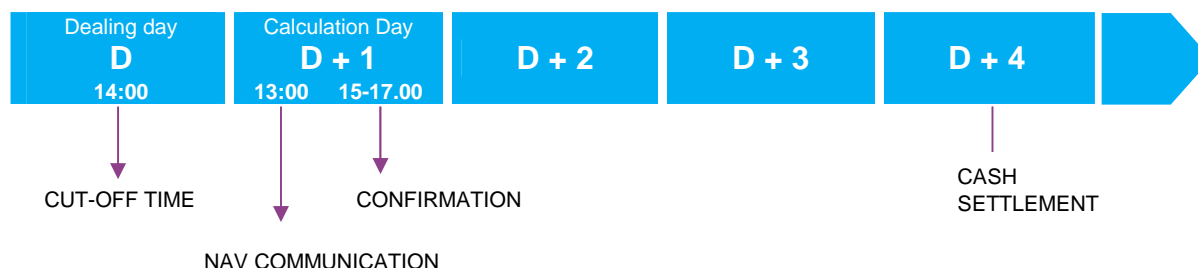 Dealing day
D
14:00
Calculation Day
D + 1
13:00 15-17.00
D + 2
D + 3
D + 4
CUT-OFF TIME
CONFIRMATION
CASH
SETTLEMENT
NAV COMMUNICATION